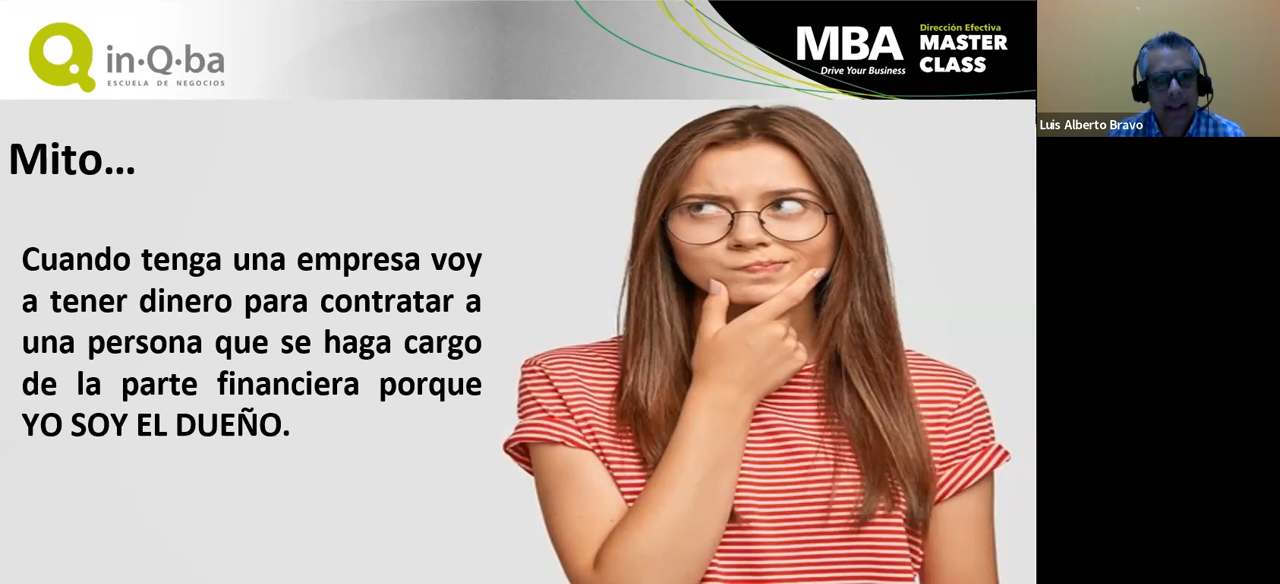 in·Q·ba
ESCUELA DE NEGOCIOS
MBA
Drive Your Business
Dirección Efectiva
MASTER
CLASS
Luis Alberto Bravo
Mito...
Cuando tenga una empresa voy
a tener dinero para contratar a
una persona que se haga cargo
de la parte financiera porque
YO SOY EL DUEÑO.